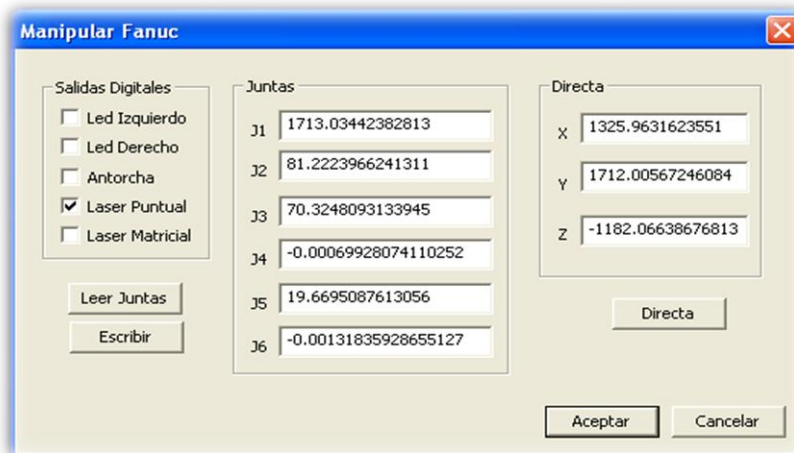 Manipular Fanuc
Salidas Digitales
Led Izquierdo
Led Derecho
Antorcha
Laser Puntual
Laser Matricial
Leer Juntas
Escribir
Juntas
J1 1713.03442382813
J2 81.2223966241311
J3 70.3248093133945
J4 -0.00069928074110252
J5 19.6695087613056
J6 -0.00131835928655127
Directa
X 1325.9631623551
Y 1712.00567246084
Z -1182.06638676813
Directa
Aceptar
Cancelar